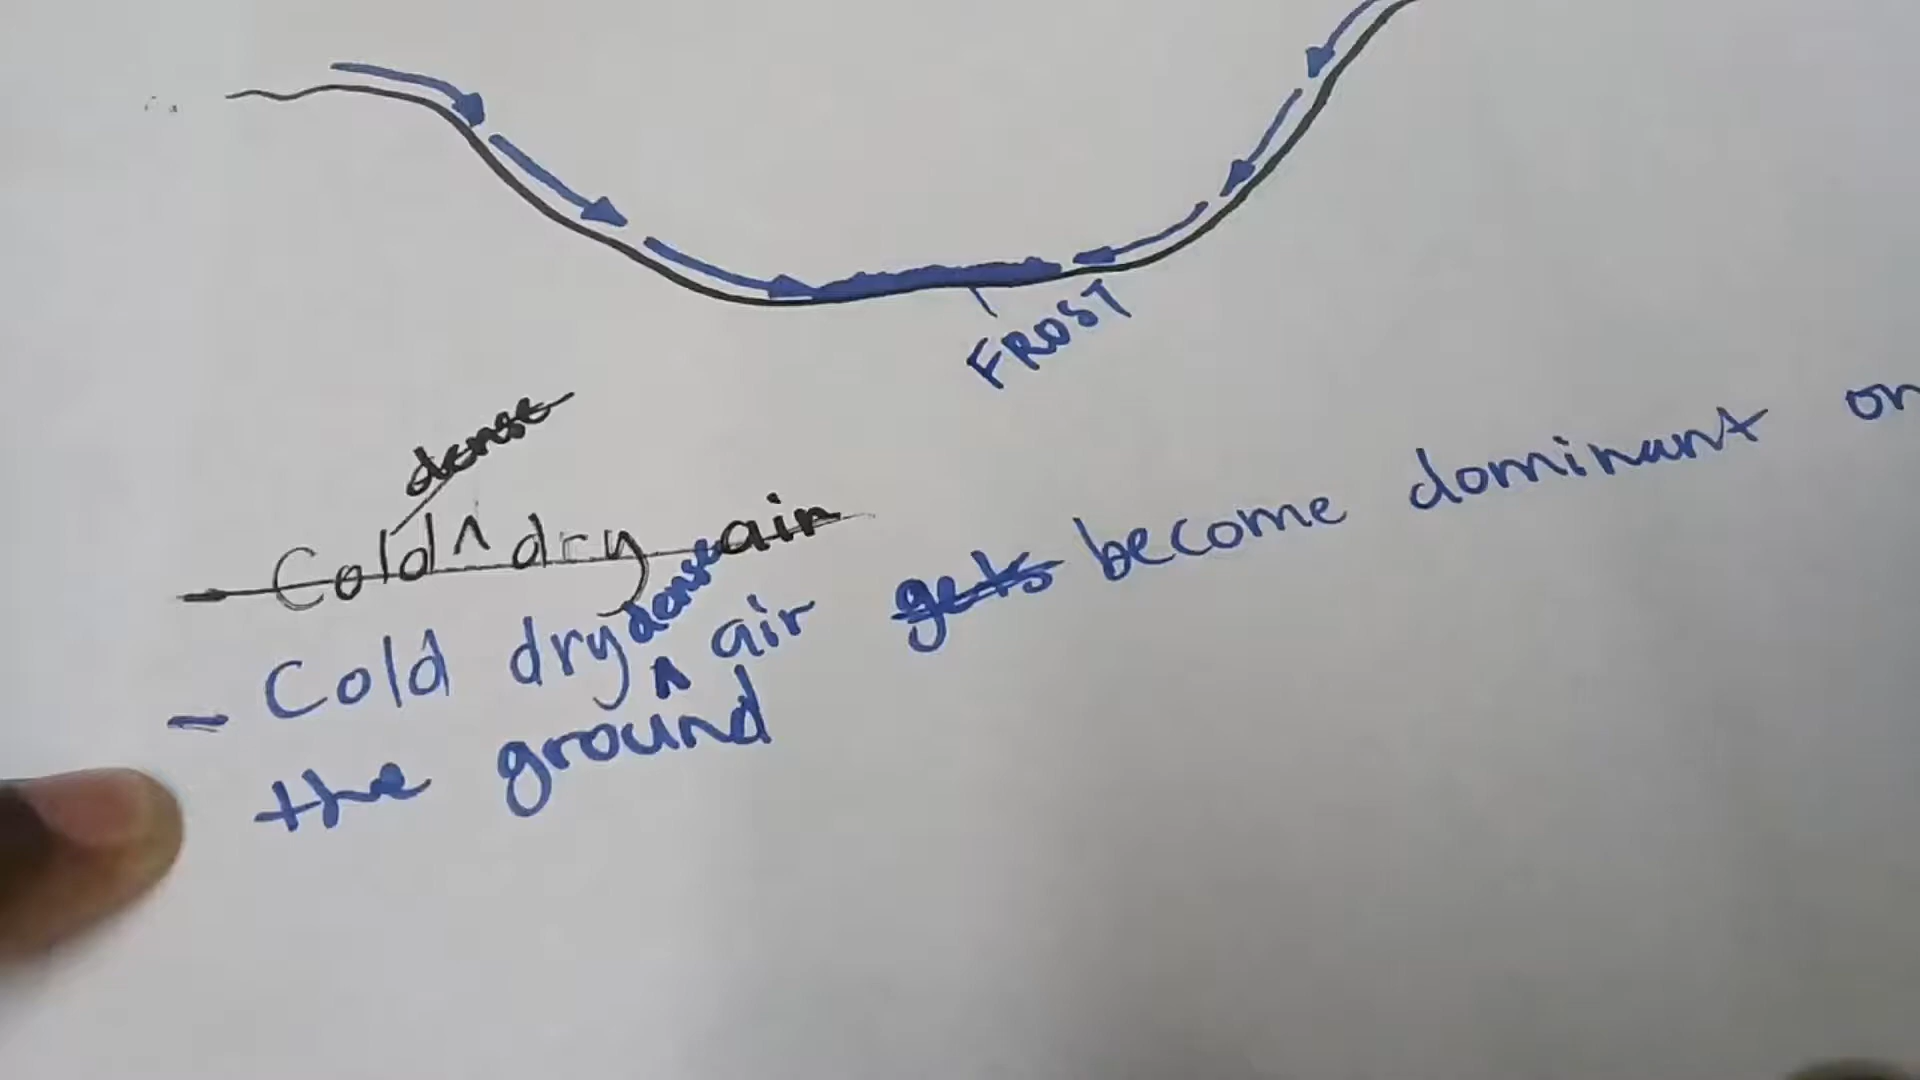 FROST
dense
- Cold ^ dry air
dense
- Cold dry ^ air gets become dominant on
the ground